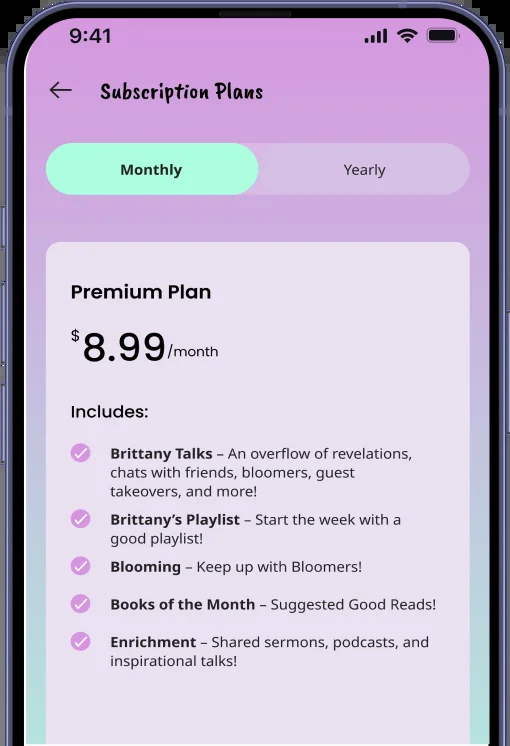 9:41
Subscription Plans
Monthly
Yearly
Premium Plan
$8.99/month
Includes:
Brittany Talks – An overflow of revelations,
chats with friends, bloomers, guest
takeovers, and more!
Brittany’s Playlist – Start the week with a
good playlist!
Blooming – Keep up with Bloomers!
Books of the Month – Suggested Good Reads!
Enrichment – Shared sermons, podcasts, and
inspirational talks!